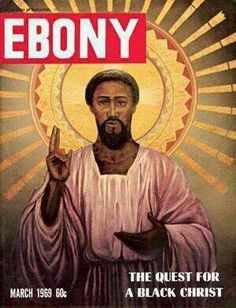 EBONY
THE QUEST FOR
A BLACK CHRIST
MARCH 1969 60c